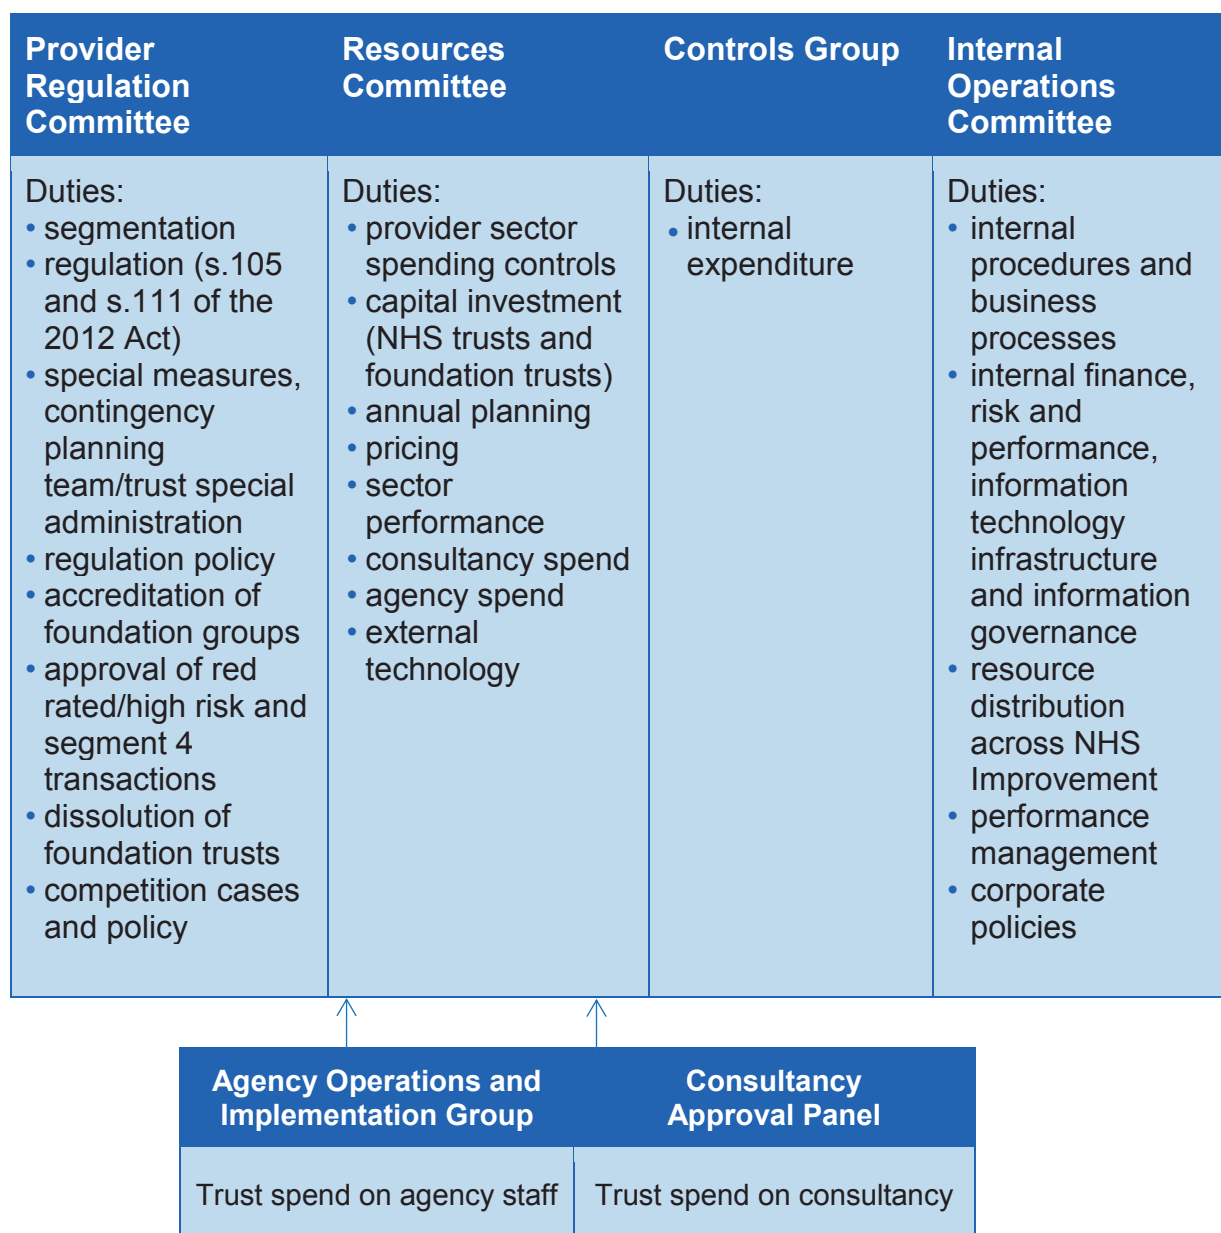 Provider
Regulation
Committee
Resources
Committee
Controls Group
Internal
Operations
Committee
Duties:
• segmentation
• regulation (s.105
and s.111 of the
2012 Act)
• special measures,
contingency
planning
team/trust special
administration
• regulation policy
• accreditation of
foundation groups
• approval of red
rated/high risk and
segment 4
transactions
• dissolution of
foundation trusts
• competition cases
and policy
Duties:
• provider sector
spending controls
• capital investment
(NHS trusts and
foundation trusts)
• annual planning
• pricing
• sector
performance
• consultancy spend
• agency spend
• external
technology
Duties:
• internal
expenditure
Duties:
• internal
procedures and
business
processes
• internal finance,
risk and
performance,
information
technology
infrastructure
and information
governance
• resource
distribution
across NHS
Improvement
• performance
management
• corporate
policies
Agency Operations and
Implementation Group
Consultancy
Approval Panel
Trust spend on agency staff
Trust spend on consultancy